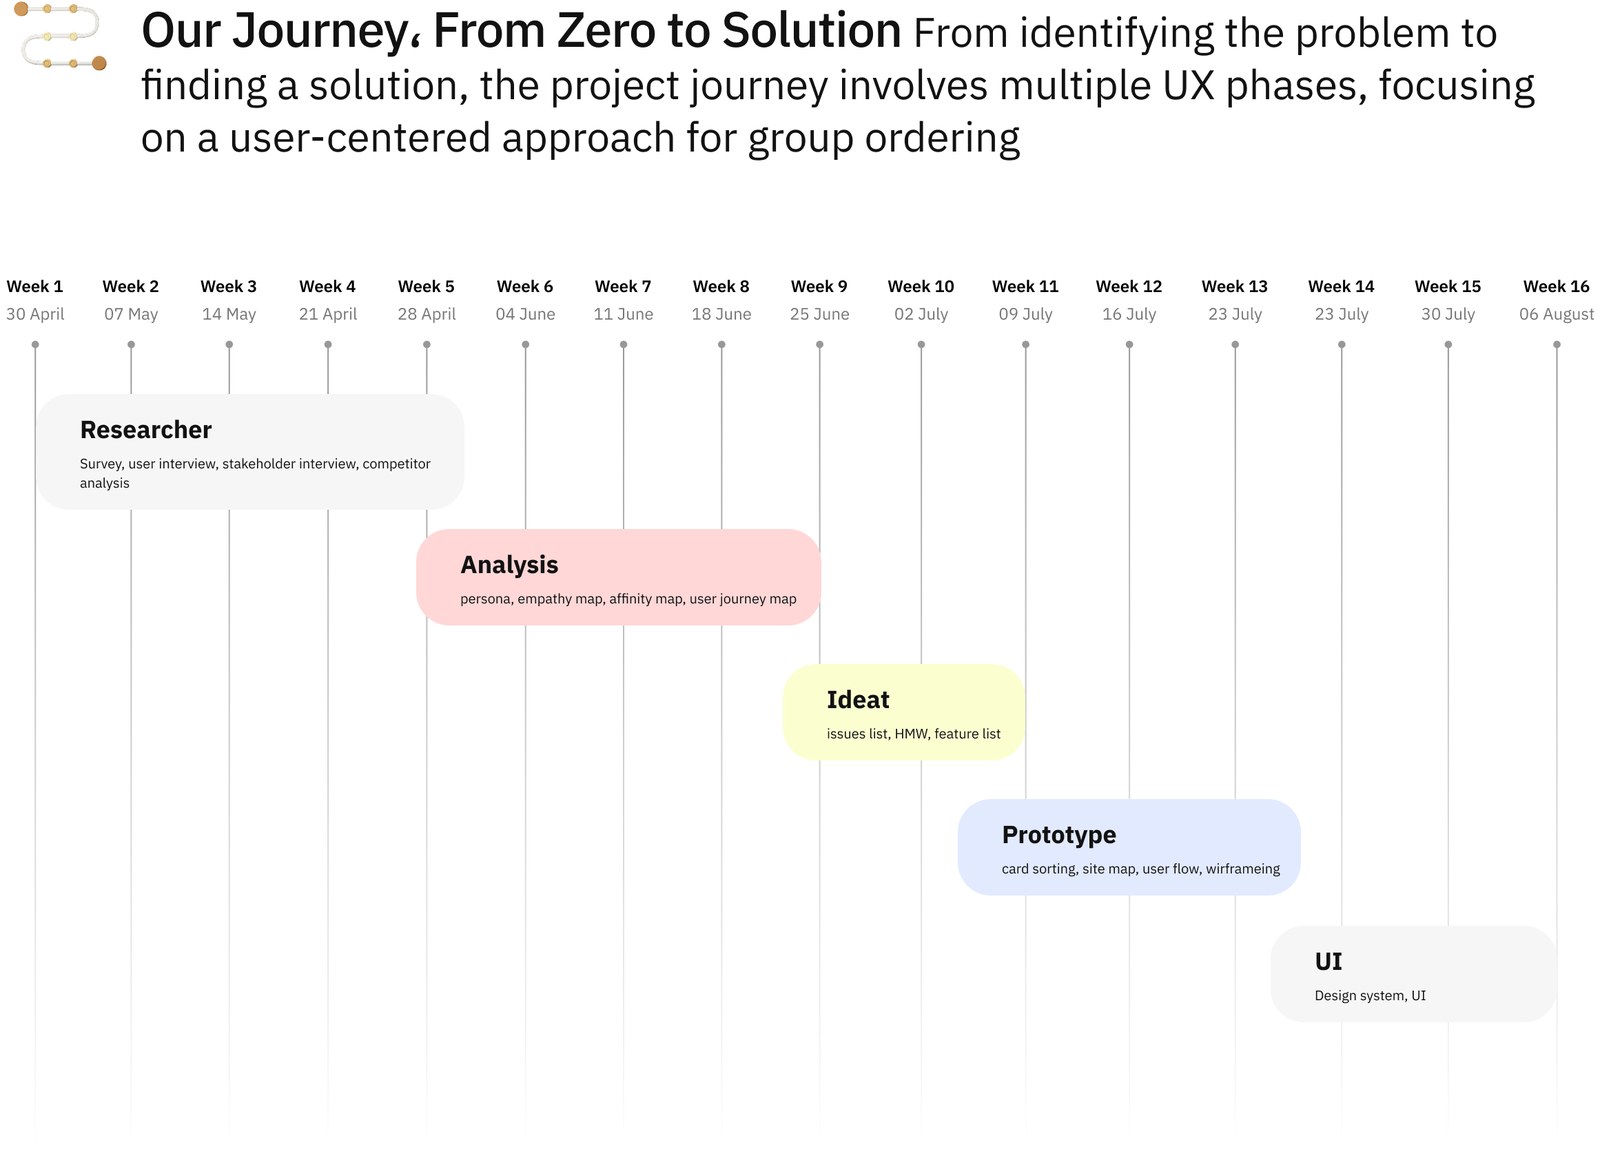 Our Journey، From Zero to Solution From identifying the problem to
finding a solution, the project journey involves multiple UX phases, focusing
on a user-centered approach for group ordering
Week 1 Week 2 Week 3 Week 4 Week 5 Week 6 Week 7 Week 8 Week 9 Week 10 Week 11 Week 12 Week 13 Week 14 Week 15 Week 16
30 April 07 May 14 May 21 April 28 April 04 June 11 June 18 June 25 June 02 July 09 July 16 July 23 July 23 July 30 July 06 August
Researcher
Survey, user interview, stakeholder interview, competitor
analysis
Analysis
persona, empathy map, affinity map, user journey map
Ideat
issues list, HMW, feature list
Prototype
card sorting, site map, user flow, wirframeing
UI
Design system, UI